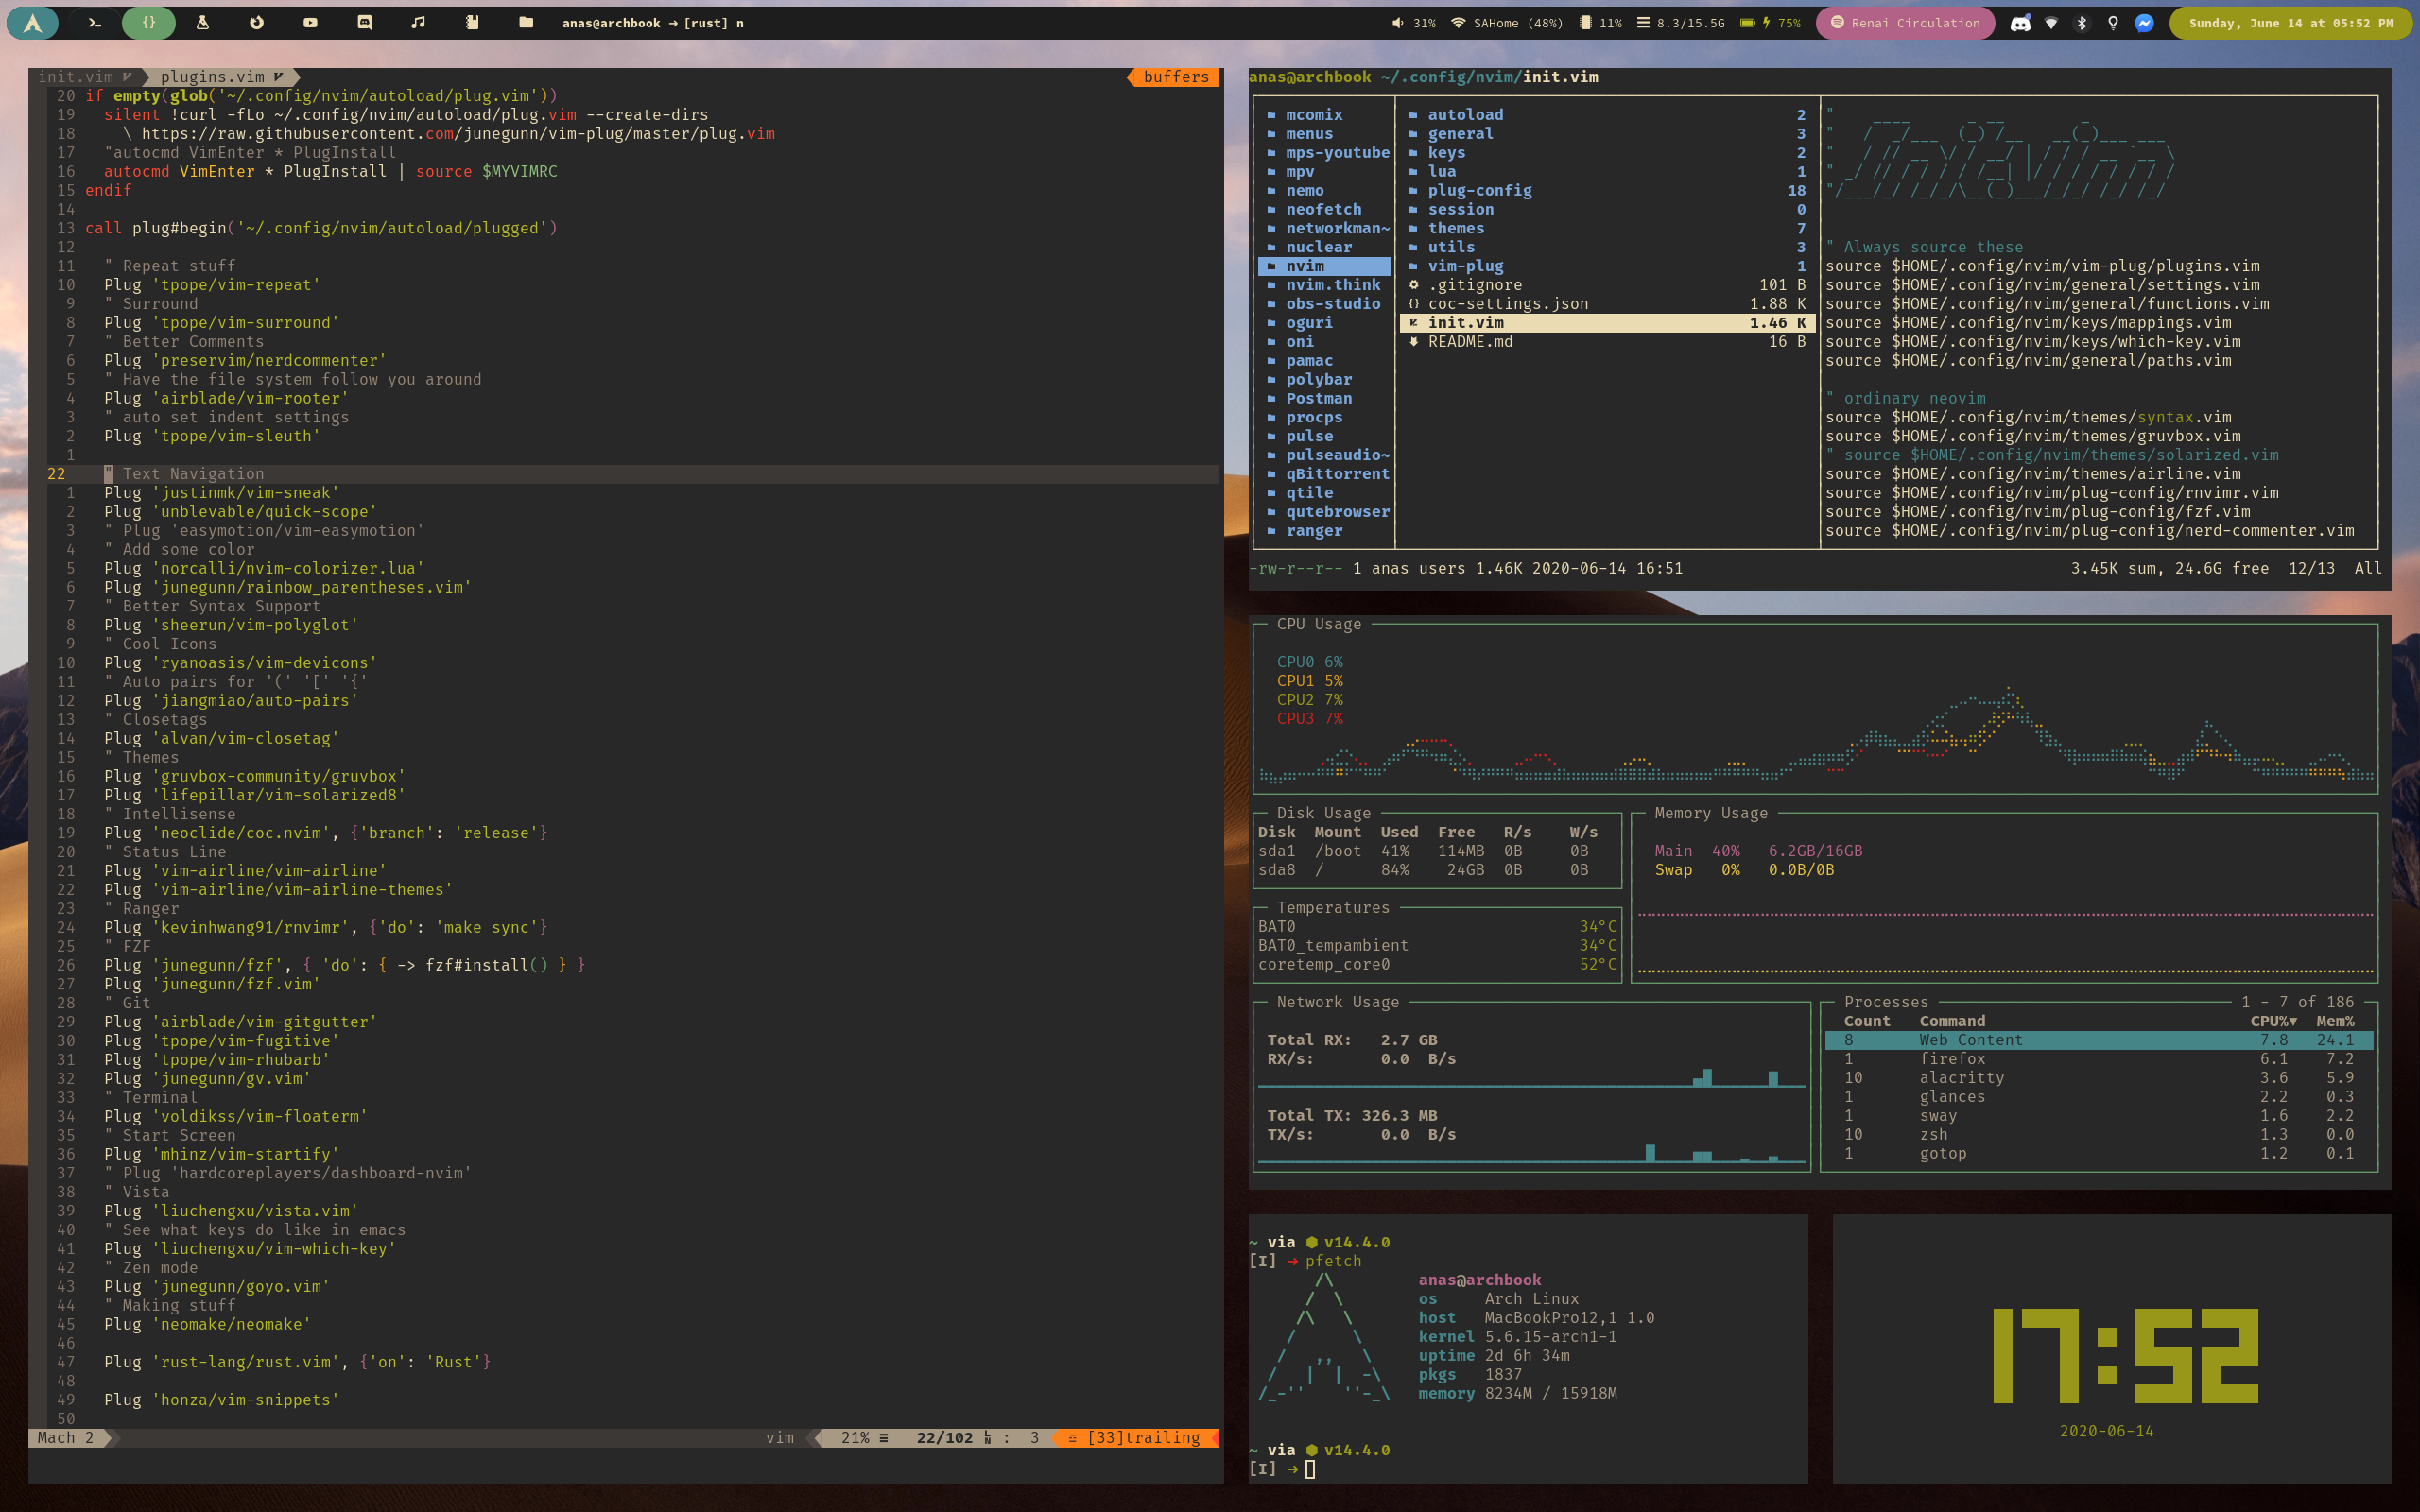 anas@archbook → [rust] n
31% SAHome (48%) 11% 8.3/15.5G 75% Renai Circulation Sunday, June 14 at 05:52 PM
init.vim plugins.vim buffers
20 if empty(glob('~/.config/nvim/autoload/plug.vim'))
19 silent !curl -fLo ~/.config/nvim/autoload/plug.vim --create-dirs
18 \ https://raw.githubusercontent.com/junegunn/vim-plug/master/plug.vim
17 "autocmd VimEnter * PlugInstall
16 autocmd VimEnter * PlugInstall | source $MYVIMRC
15 endif
14
13 call plug#begin('~/.config/nvim/autoload/plugged')
12
11 " Repeat stuff
10 Plug 'tpope/vim-repeat'
9 " Surround
8 Plug 'tpope/vim-surround'
7 " Better Comments
6 Plug 'preservim/nerdcommenter'
5 " Have the file system follow you around
4 Plug 'airblade/vim-rooter'
3 " auto set indent settings
2 Plug 'tpope/vim-sleuth'
1
22 " Text Navigation
1 Plug 'justinmk/vim-sneak'
2 Plug 'unblevable/quick-scope'
3 " Plug 'easymotion/vim-easymotion'
4 " Add some color
5 Plug 'norcalli/nvim-colorizer.lua'
6 Plug 'junegunn/rainbow_parentheses.vim'
7 " Better Syntax Support
8 Plug 'sheerun/vim-polyglot'
9 " Cool Icons
10 Plug 'ryanoasis/vim-devicons'
11 " Auto pairs for '(' '[' '{'
12 Plug 'jiangmiao/auto-pairs'
13 " Closetags
14 Plug 'alvan/vim-closetag'
15 " Themes
16 Plug 'gruvbox-community/gruvbox'
17 Plug 'lifepillar/vim-solarized8'
18 " Intellisense
19 Plug 'neoclide/coc.nvim', {'branch': 'release'}
20 " Status Line
21 Plug 'vim-airline/vim-airline'
22 Plug 'vim-airline/vim-airline-themes'
23 " Ranger
24 Plug 'kevinhwang91/rnvimr', {'do': 'make sync'}
25 " FZF
26 Plug 'junegunn/fzf', { 'do': { -> fzf#install() } }
27 Plug 'junegunn/fzf.vim'
28 " Git
29 Plug 'airblade/vim-gitgutter'
30 Plug 'tpope/vim-fugitive'
31 Plug 'tpope/vim-rhubarb'
32 Plug 'junegunn/gv.vim'
33 " Terminal
34 Plug 'voldikss/vim-floaterm'
35 " Start Screen
36 Plug 'mhinz/vim-startify'
37 " Plug 'hardcoreplayers/dashboard-nvim'
38 " Vista
39 Plug 'liuchengxu/vista.vim'
40 " See what keys do like in emacs
41 Plug 'liuchengxu/vim-which-key'
42 " Zen mode
43 Plug 'junegunn/goyo.vim'
44 " Making stuff
45 Plug 'neomake/neomake'
46
47 Plug 'rust-lang/rust.vim', {'on': 'Rust'}
48
49 Plug 'honza/vim-snippets'
50
Mach 2 vim 21% ≡ 22/102 : 3 [33]trailing
anas@archbook ~/.config/nvim/init.vim
mcomix
menus
mps-youtube
mpv
nemo
neofetch
networkman~
nuclear
nvim
nvim.think
obs-studio
oguri
oni
pamac
polybar
Postman
procps
pulse
pulseaudio~
qBittorrent
qtile
qutebrowser
ranger
autoload 2
general 3
keys 2
lua 1
plug-config 18
session 0
themes 7
utils 3
vim-plug 1
.gitignore 101 B
coc-settings.json 1.88 K
init.vim 1.46 K
README.md 16 B
" Always source these
source $HOME/.config/nvim/vim-plug/plugins.vim
source $HOME/.config/nvim/general/settings.vim
source $HOME/.config/nvim/general/functions.vim
source $HOME/.config/nvim/keys/mappings.vim
source $HOME/.config/nvim/keys/which-key.vim
source $HOME/.config/nvim/general/paths.vim
" ordinary neovim
source $HOME/.config/nvim/themes/syntax.vim
source $HOME/.config/nvim/themes/gruvbox.vim
" source $HOME/.config/nvim/themes/solarized.vim
source $HOME/.config/nvim/themes/airline.vim
source $HOME/.config/nvim/plug-config/rnvimr.vim
source $HOME/.config/nvim/plug-config/fzf.vim
source $HOME/.config/nvim/plug-config/nerd-commenter.vim
-rw-r--r-- 1 anas users 1.46K 2020-06-14 16:51 3.45K sum, 24.6G free 12/13 All
CPU Usage
CPU0 6%
CPU1 5%
CPU2 7%
CPU3 7%
Disk Usage
Disk Mount Used Free R/s W/s
sda1 /boot 41% 114MB 0B 0B
sda8 / 84% 24GB 0B 0B
Memory Usage
Main 40% 6.2GB/16GB
Swap 0% 0.0B/0B
Temperatures
BAT0 34°C
BAT0_tempambient 34°C
coretemp_core0 52°C
Network Usage
Total RX: 2.7 GB
RX/s: 0.0 B/s
Total TX: 326.3 MB
TX/s: 0.0 B/s
Processes 1 - 7 of 186
Count Command CPU%▼ Mem%
8 Web Content 7.8 24.1
1 firefox 6.1 7.2
10 alacritty 3.6 5.9
1 glances 2.2 0.3
1 sway 1.6 2.2
10 zsh 1.3 0.0
1 gotop 1.2 0.1
~ via ⬢ v14.4.0
[I] → pfetch
anas@archbook
os Arch Linux
host MacBookPro12,1 1.0
kernel 5.6.15-arch1-1
uptime 2d 6h 34m
pkgs 1837
memory 8234M / 15918M
~ via ⬢ v14.4.0
[I] →
17:52
2020-06-14